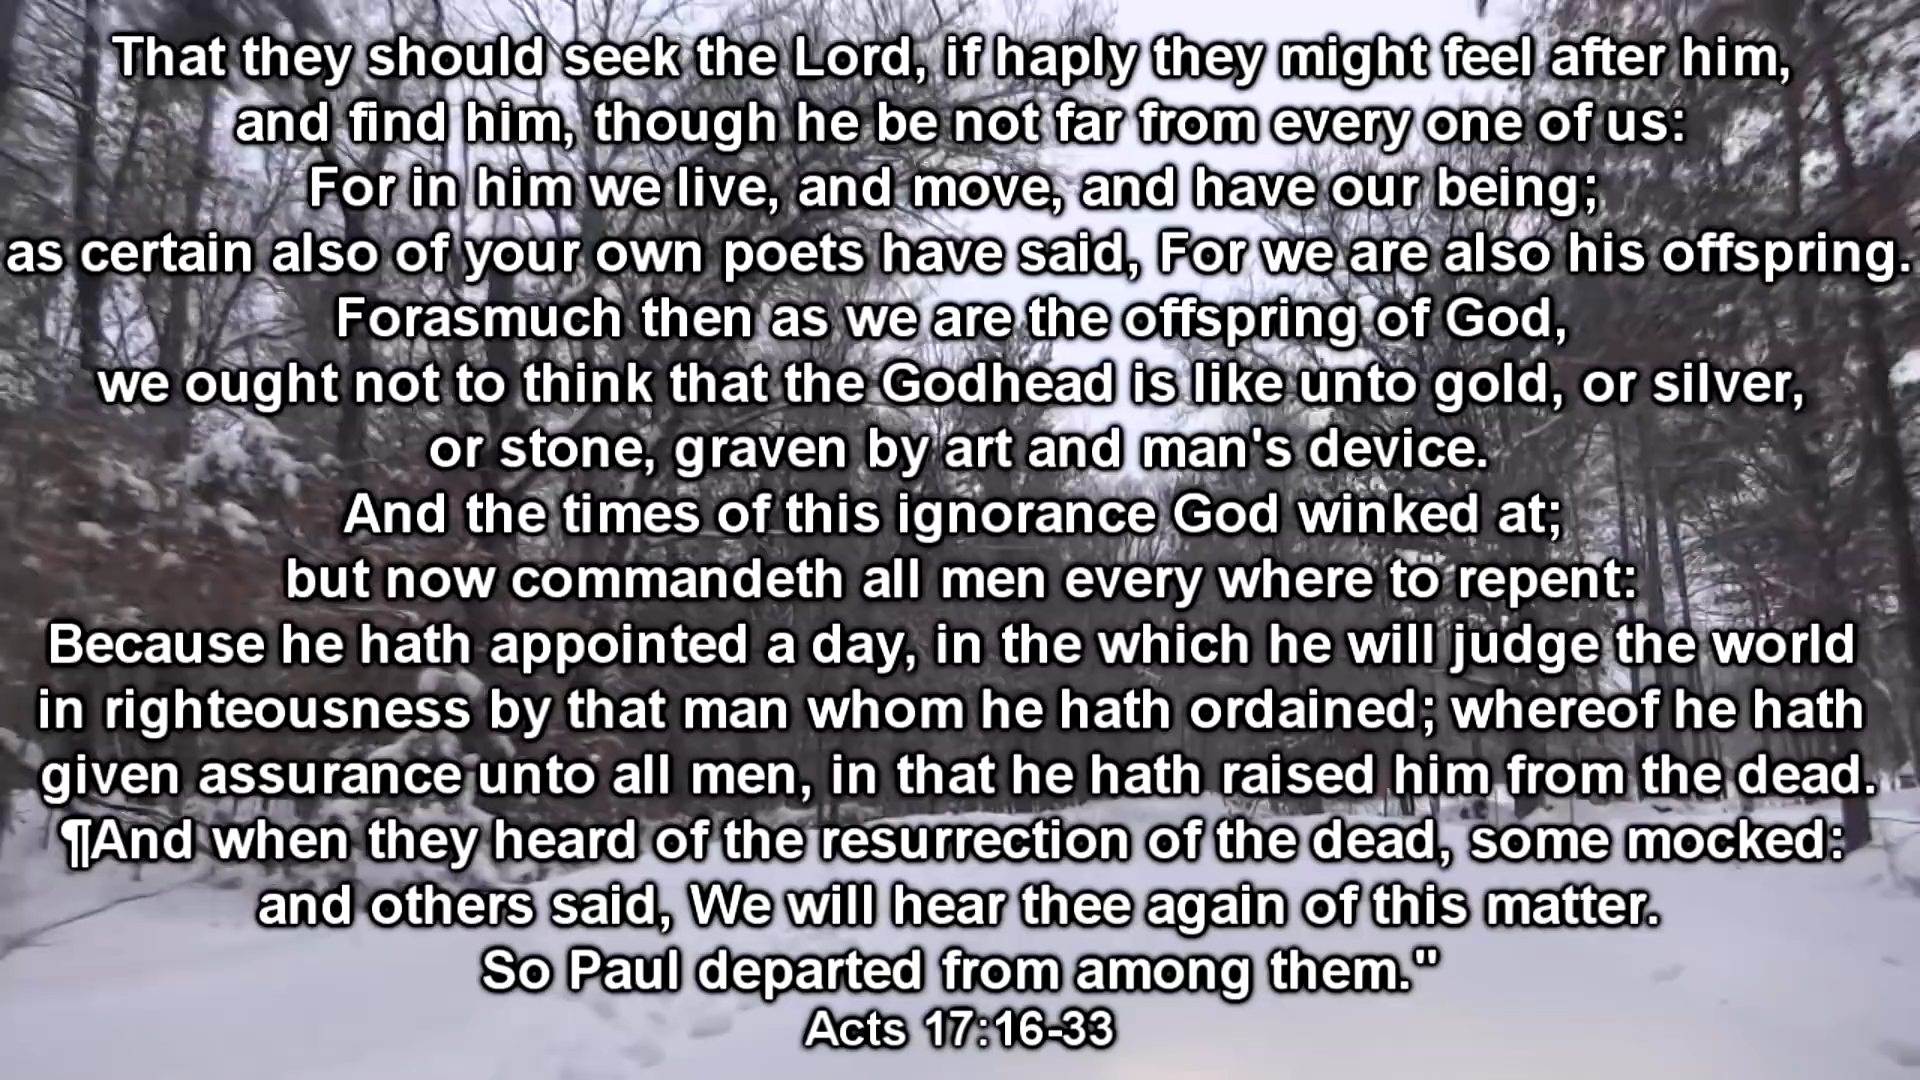 That they should seek the Lord, if haply they might feel after him,
and find him, though he be not far from every one of us:
For in him we live, and move, and have our being;
as certain also of your own poets have said, For we are also his offspring.
Forasmuch then as we are the offspring of God,
we ought not to think that the Godhead is like unto gold, or silver,
or stone, graven by art and man's device.
And the times of this ignorance God winked at;
but now commandeth all men every where to repent:
Because he hath appointed a day, in the which he will judge the world
in righteousness by that man whom he hath ordained; whereof he hath
given assurance unto all men, in that he hath raised him from the dead.
¶And when they heard of the resurrection of the dead, some mocked:
and others said, We will hear thee again of this matter.
So Paul departed from among them."
Acts 17:16-33